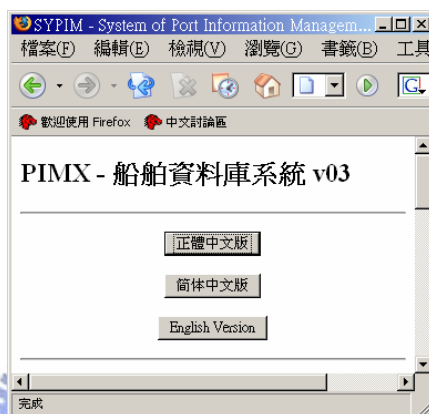 SYPIM - System of Port Information Managem...
檔案(F) 編輯(E) 檢視(V) 瀏覽(G) 書籤(B) 工具
G
歡迎使用 Firefox 中文討論區
PIMX - 船舶資料庫系統 v03
正體中文版
简体中文版
English Version
完成